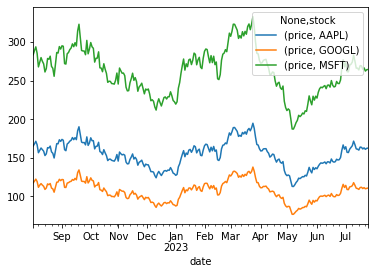 None,stock
(price, AAPL)
(price, GOOGL)
(price, MSFT)
300
250
200
150
100
Sep Oct Nov Dec Jan Feb Mar Apr May Jun Jul
2023
date